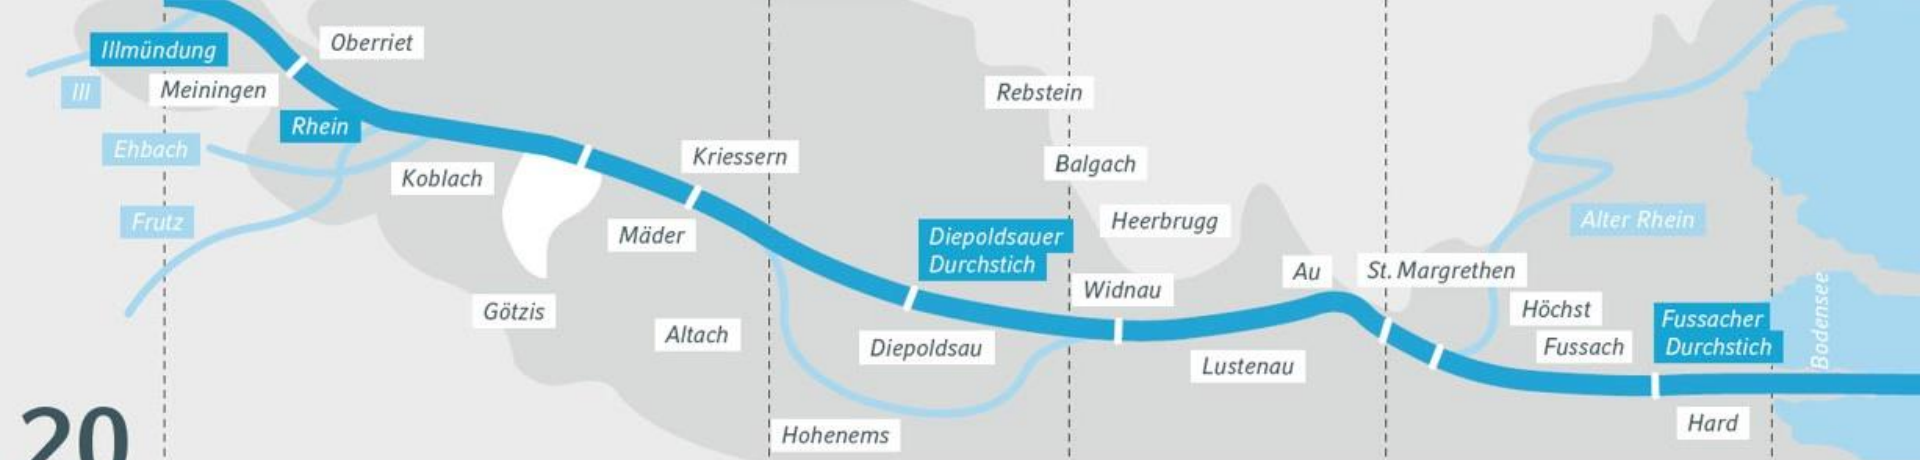 Illmündung
Oberriet
Ill
Meiningen
Rhein
Ehbach
Koblach
Frutz
Götzis
Kriessern
Mäder
Altach
Rebstein
Balgach
Heerbrugg
Diepoldsauer
Durchstich
Widnau
Diepoldsau
Hohenems
Au
St. Margrethen
Lustenau
Alter Rhein
Höchst
Fussach
Fussacher
Durchstich
Bodensee
Hard
20